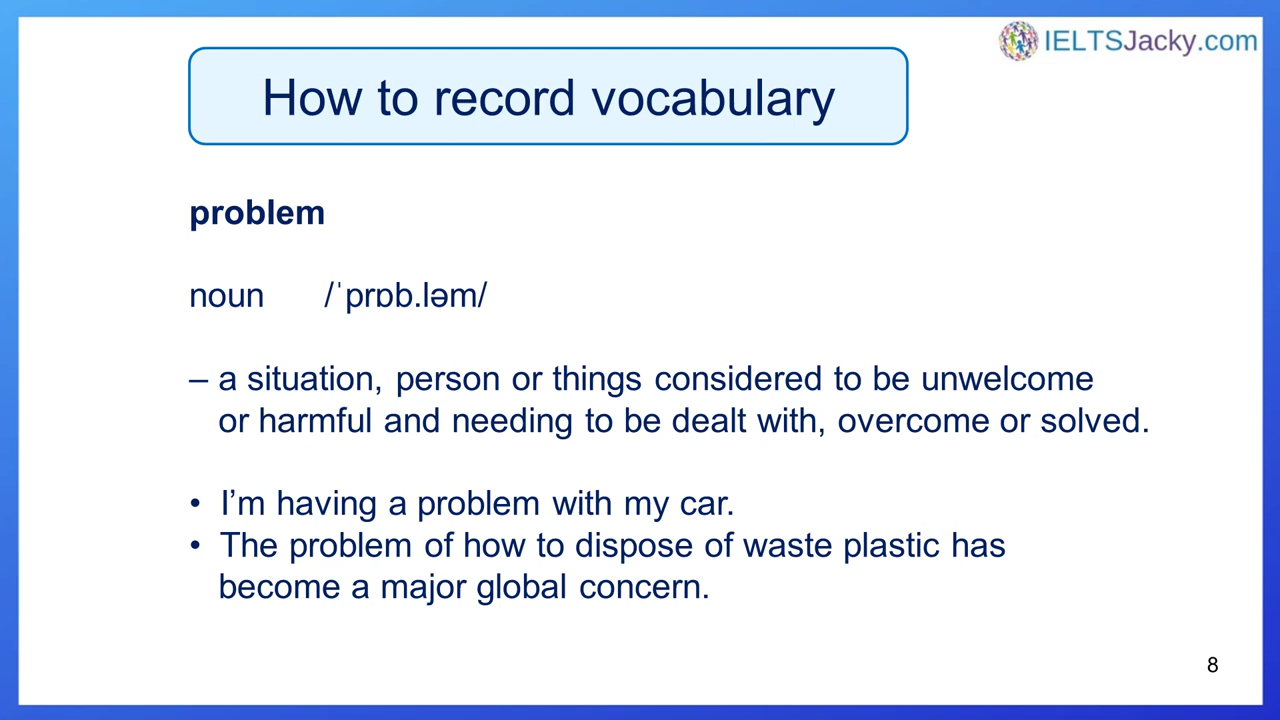 IELTSJacky.com
How to record vocabulary
problem
noun /ˈprɒb.ləm/
– a situation, person or things considered to be unwelcome
or harmful and needing to be dealt with, overcome or solved.
• I’m having a problem with my car.
• The problem of how to dispose of waste plastic has
become a major global concern.
8